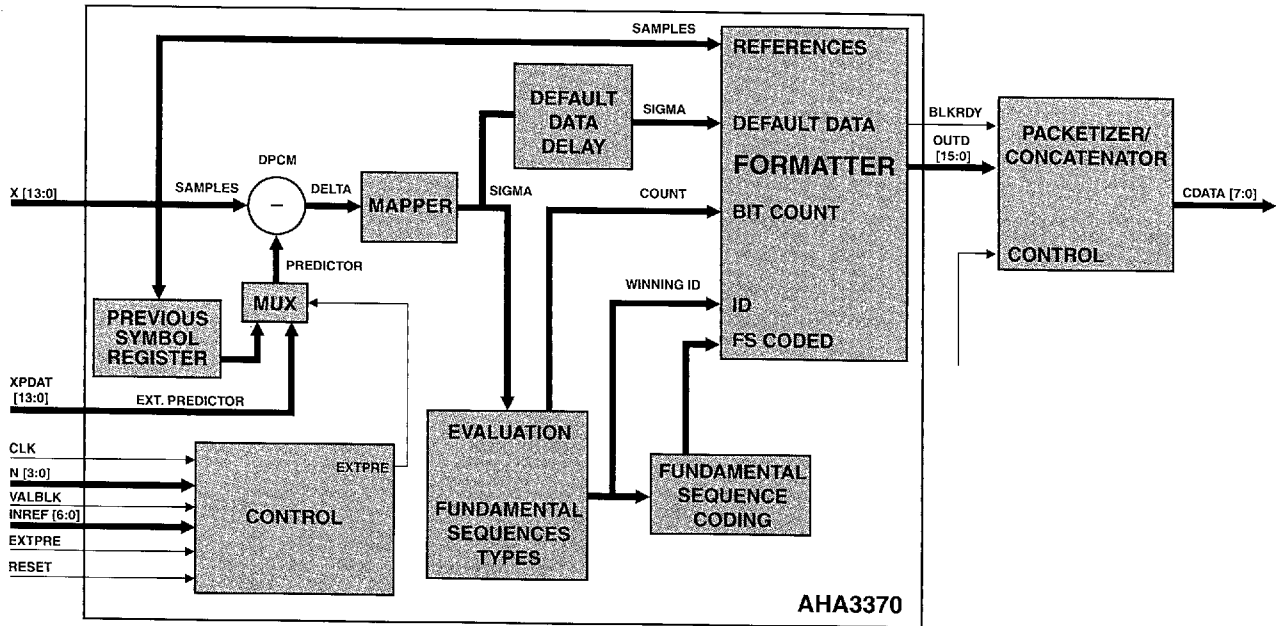 SAMPLES
REFERENCES
DEFAULT
DATA
DELAY
SIGMA
DEFAULT DATA
FORMATTER
BLKRDY
OUTD
[15:0]
PACKETIZER/
CONCATENATOR
CDATA [7:0]
CONTROL
X [13:0]
SAMPLES
DPCM
–
DELTA
MAPPER
SIGMA
COUNT
BIT COUNT
PREDICTOR
MUX
PREVIOUS
SYMBOL
REGISTER
WINNING ID
ID
FS CODED
XPDAT
[13:0]
EXT. PREDICTOR
CLK
N [3:0]
VALBLK
INREF [6:0]
EXTPRE
RESET
EXTPRE
CONTROL
EVALUATION
FUNDAMENTAL
SEQUENCES
TYPES
FUNDAMENTAL
SEQUENCE
CODING
AHA3370